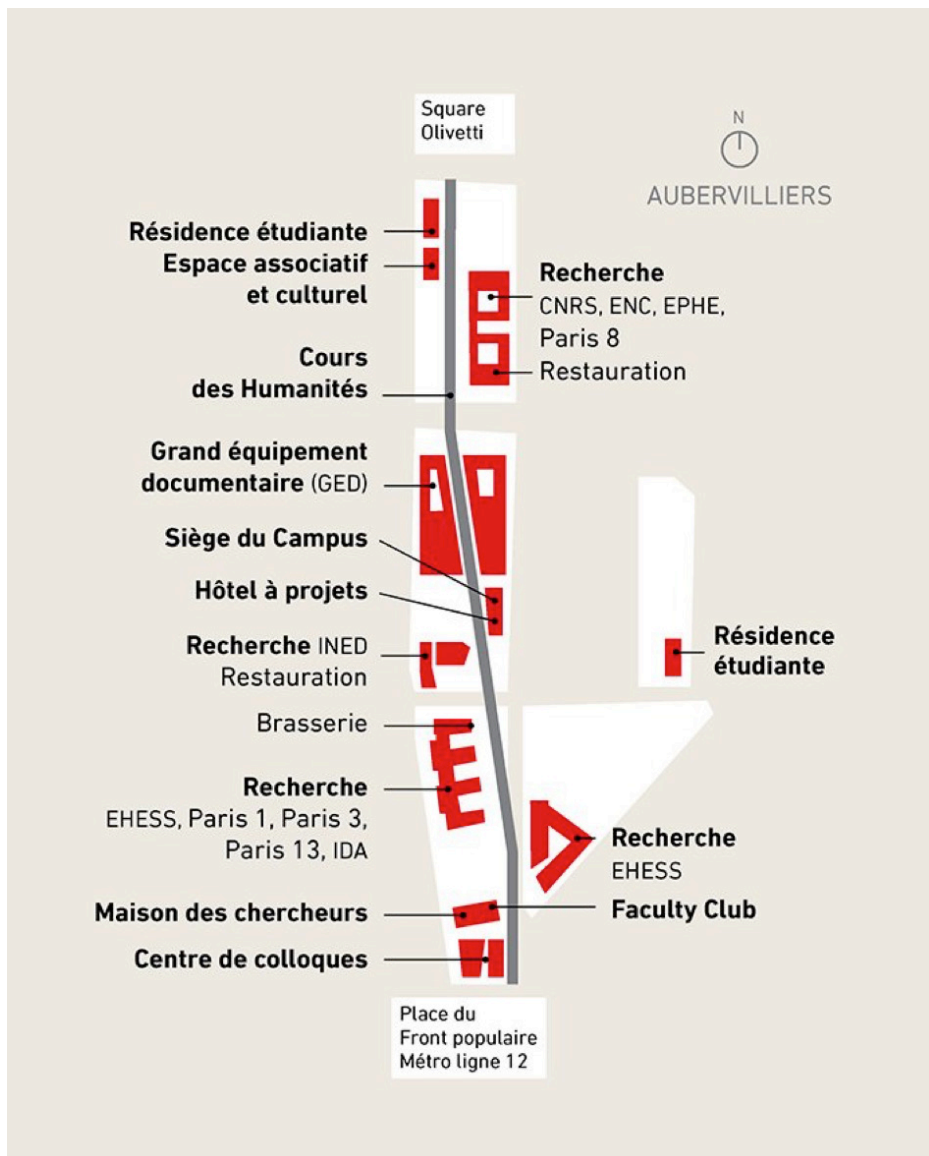 Square
Olivetti
N
AUBERVILLIERS
Résidence étudiante
Espace associatif
et culturel
Recherche
CNRS, ENC, EPHE,
Paris 8
Restauration
Cours
des Humanités
Grand équipement
documentaire (GED)
Siège du Campus
Hôtel à projets
Recherche INED
Restauration
Résidence
étudiante
Brasserie
Recherche
EHESS, Paris 1, Paris 3,
Paris 13, IDA
Recherche
EHESS
Maison des chercheurs
Faculty Club
Centre de colloques
Place du
Front populaire
Métro ligne 12